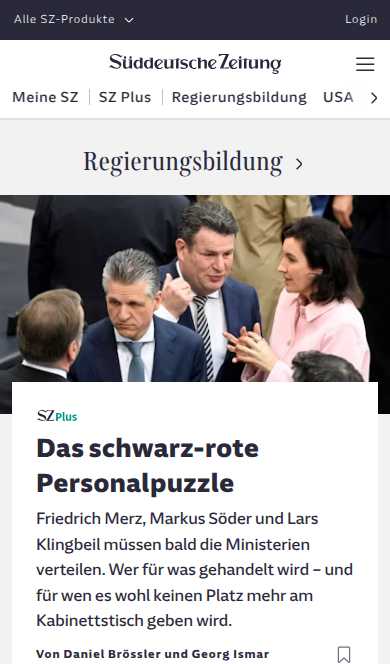 Alle SZ-Produkte
Login
Süddeutsche Zeitung
Meine SZ
SZ Plus
Regierungsbildung
USA
Regierungsbildung
SZ Plus
Das schwarz-rote
Personalpuzzle
Friedrich Merz, Markus Söder und Lars
Klingbeil müssen bald die Ministerien
verteilen. Wer für was gehandelt wird – und
für wen es wohl keinen Platz mehr am
Kabinettstisch geben wird.
Von Daniel Brössler und Georg Ismar